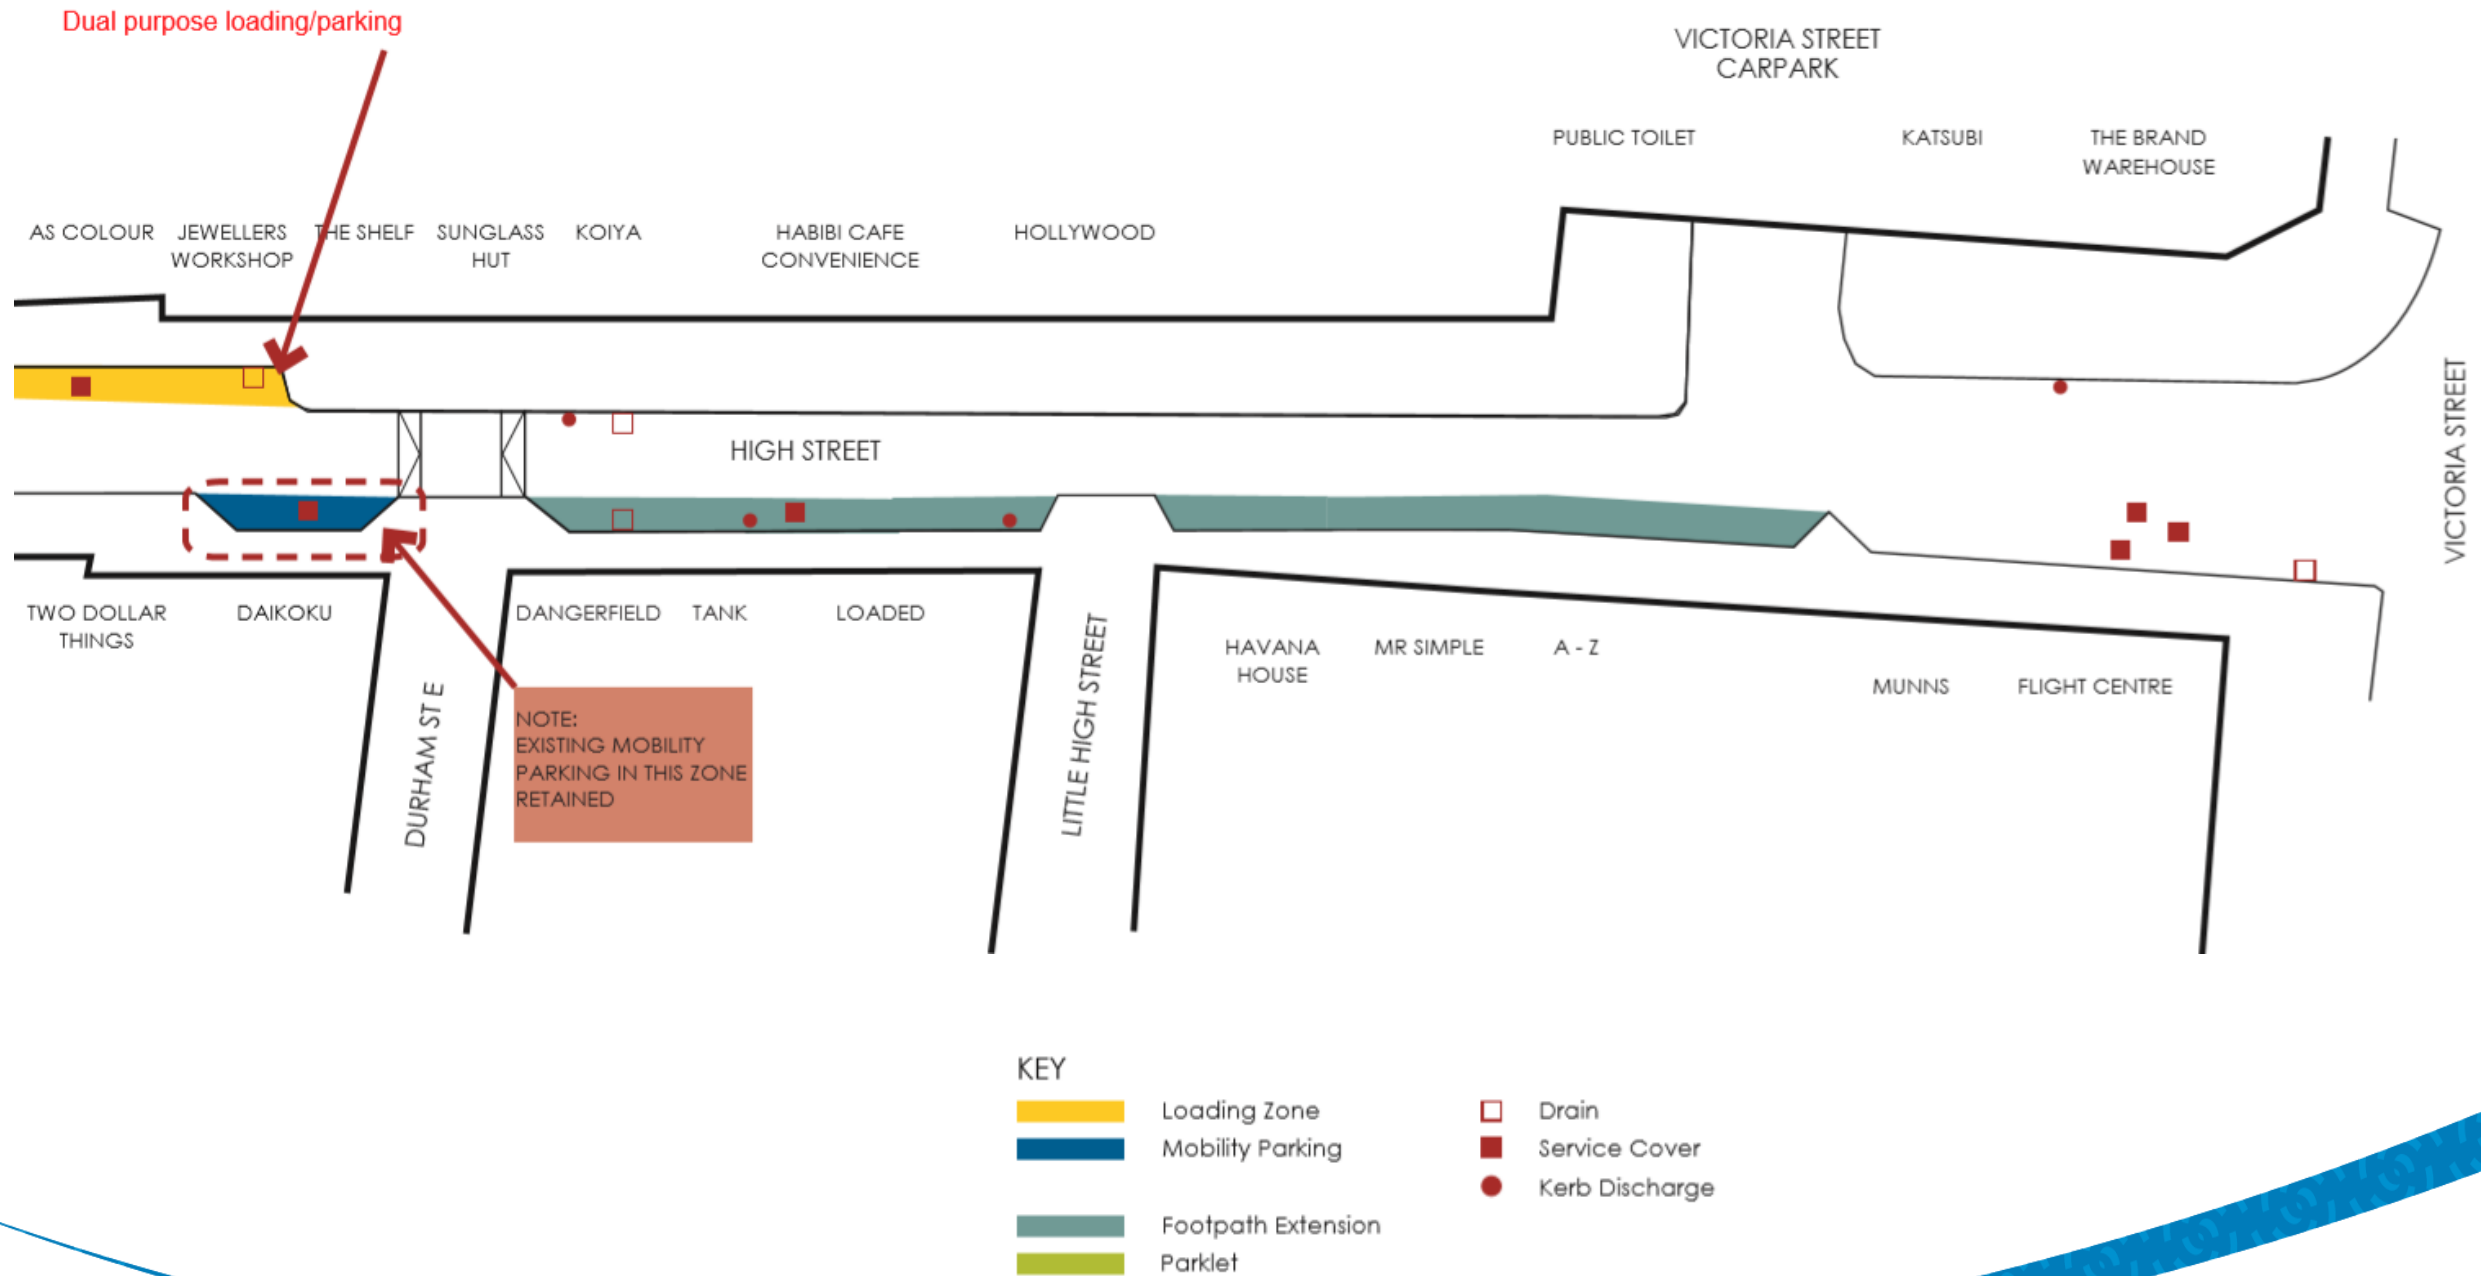 Dual purpose loading/parking
VICTORIA STREET
CARPARK
PUBLIC TOILET
KATSUBI
THE BRAND
WAREHOUSE
AS COLOUR
JEWELLERS
WORKSHOP
THE SHELF
SUNGLASS
HUT
KOIYA
HABIBI CAFE
CONVENIENCE
HOLLYWOOD
HIGH STREET
VICTORIA STREET
TWO DOLLAR
THINGS
DAIKOKU
DANGERFIELD
TANK
LOADED
HAVANA
HOUSE
MR SIMPLE
A - Z
MUNNS
FLIGHT CENTRE
DURHAM ST E
LITTLE HIGH STREET
NOTE:
EXISTING MOBILITY
PARKING IN THIS ZONE
RETAINED
KEY
Loading Zone
Mobility Parking
Footpath Extension
Parklet
Drain
Service Cover
Kerb Discharge